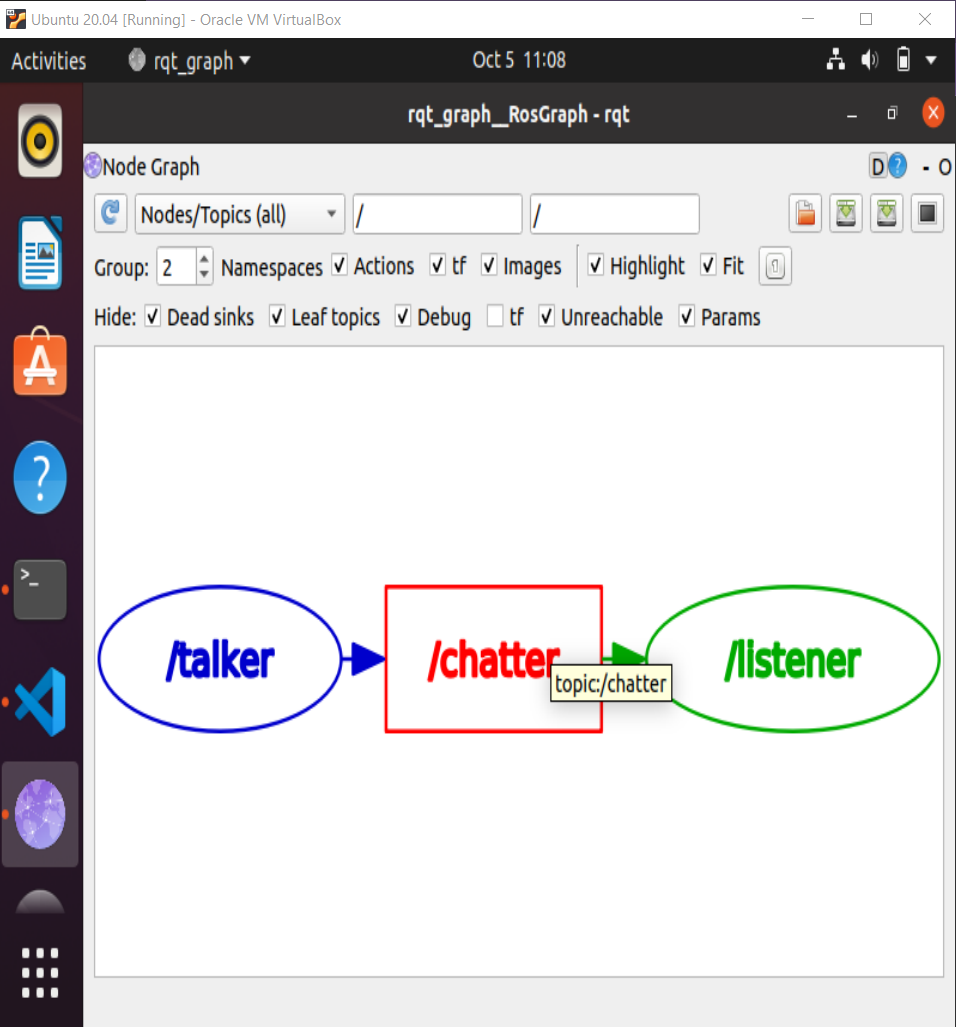 Ubuntu 20.04 [Running] - Oracle VM VirtualBox
Activities rqt_graph Oct 5 11:08
rqt_graph__RosGraph - rqt
Node Graph D ? - O
Nodes/Topics (all) / /
Group: 2 Namespaces Actions tf Images Highlight Fit
Hide: Dead sinks Leaf topics Debug tf Unreachable Params
/talker /chatter /listener
topic:/chatter